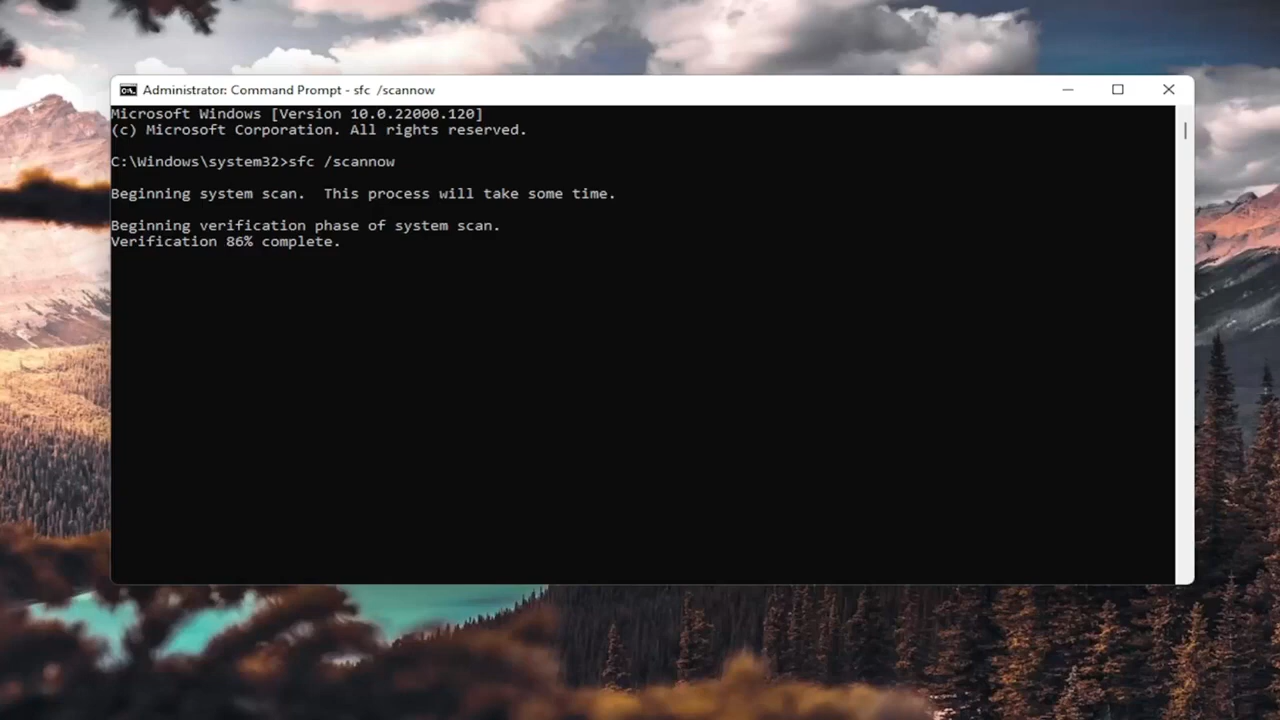 Administrator: Command Prompt - sfc  /scannow
Microsoft Windows [Version 10.0.22000.120]
(c) Microsoft Corporation. All rights reserved.
C:\Windows\system32>sfc /scannow
Beginning system scan.  This process will take some time.
Beginning verification phase of system scan.
Verification 86% complete.